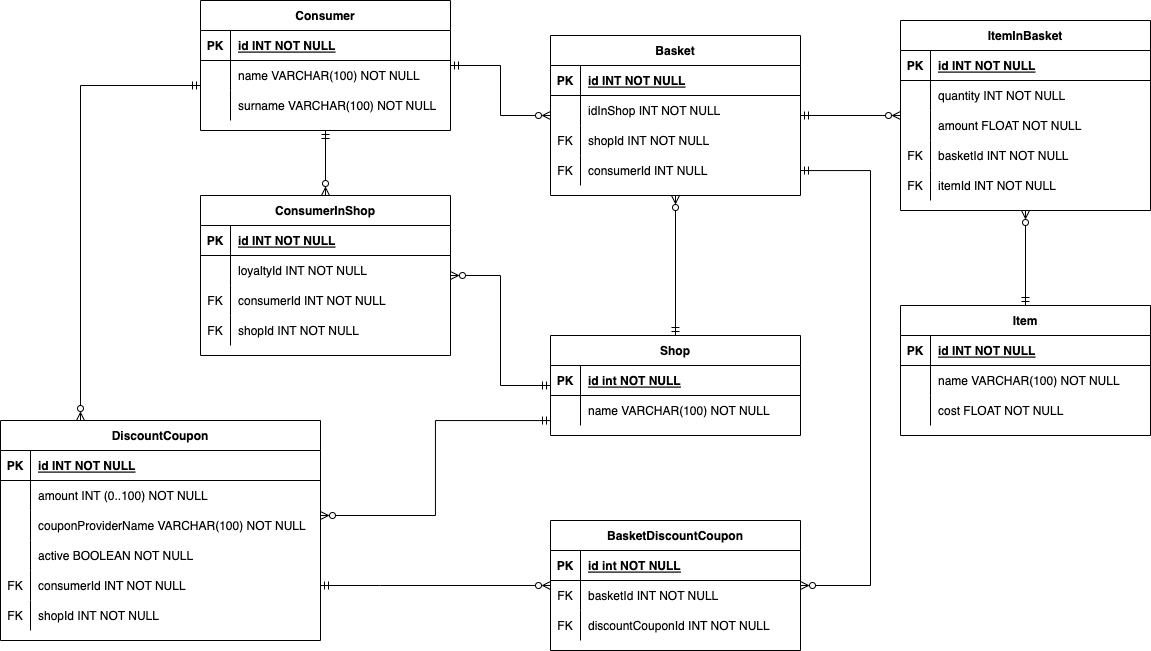 Consumer
PK id INT NOT NULL
name VARCHAR(100) NOT NULL
surname VARCHAR(100) NOT NULL
Basket
PK id INT NOT NULL
idInShop INT NOT NULL
FK shopId INT NOT NULL
FK consumerId INT NULL
ItemInBasket
PK id INT NOT NULL
quantity INT NOT NULL
amount FLOAT NOT NULL
FK basketId INT NOT NULL
FK itemId INT NOT NULL
ConsumerInShop
PK id INT NOT NULL
loyaltyId INT NOT NULL
FK consumerId INT NOT NULL
FK shopId INT NOT NULL
Shop
PK id int NOT NULL
name VARCHAR(100) NOT NULL
Item
PK id INT NOT NULL
name VARCHAR(100) NOT NULL
cost FLOAT NOT NULL
DiscountCoupon
PK id INT NOT NULL
amount INT (0..100) NOT NULL
couponProviderName VARCHAR(100) NOT NULL
active BOOLEAN NOT NULL
FK consumerId INT NOT NULL
FK shopId INT NOT NULL
BasketDiscountCoupon
PK id int NOT NULL
FK basketId INT NOT NULL
FK discountCouponId INT NOT NULL